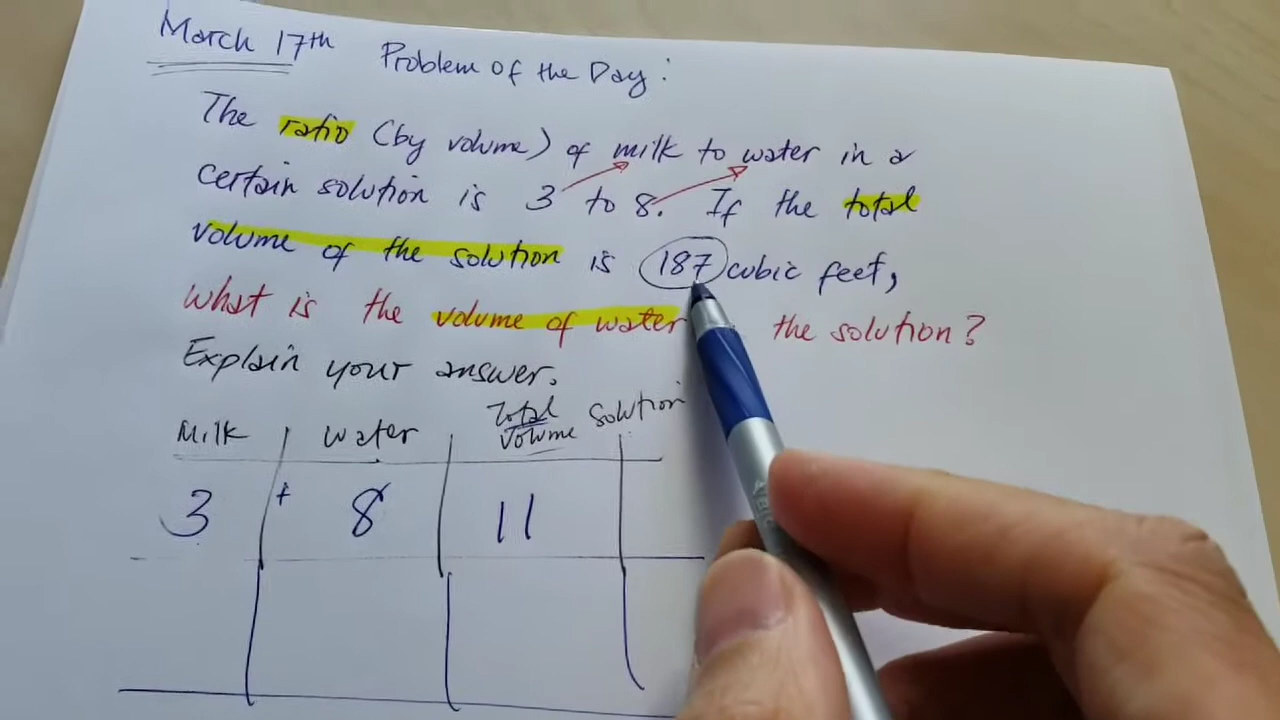 March 17th Problem of the Day:
The ratio (by volume) of milk to water in a
certain solution is 3 to 8. If the total
volume of the solution is 187 cubic feet,
What is the volume of water the solution?
Explain your answer.
Milk Water Total Volume Solution
3 + 8 11